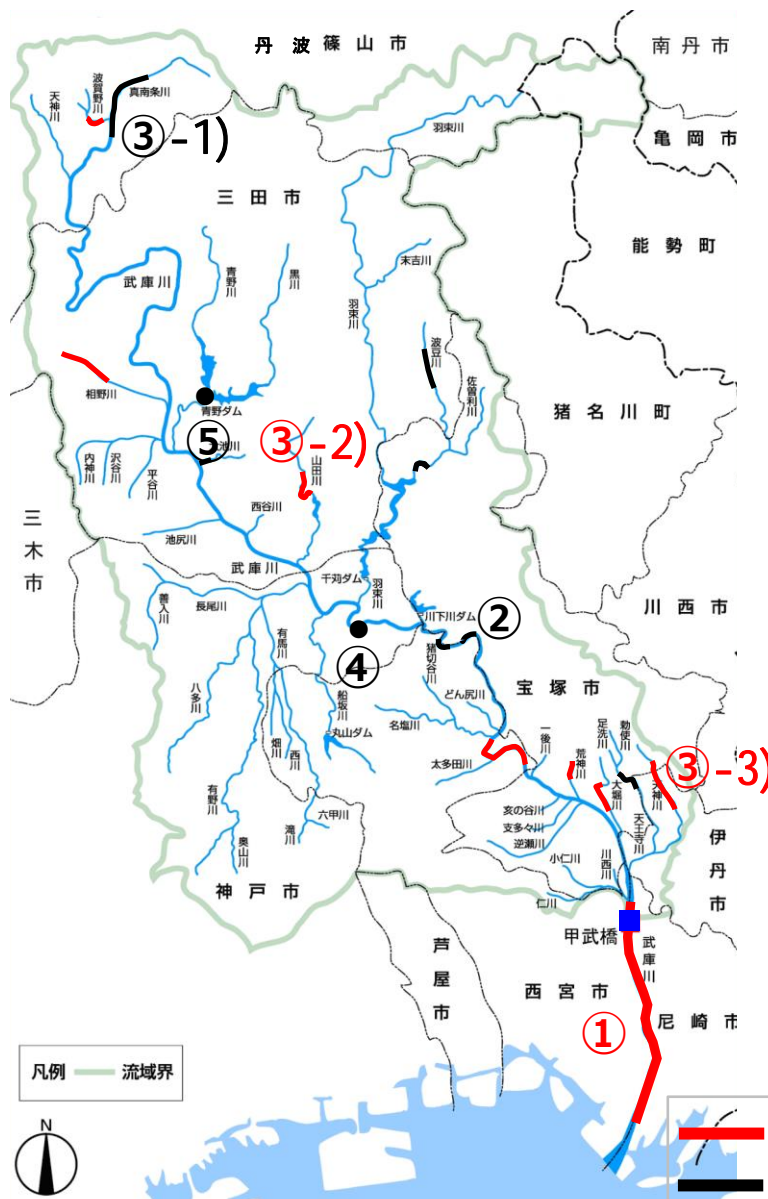 丹波篠山市
南丹市
亀岡市
能勢町
猪名川町
川西市
伊丹市
尼崎市
西宮市
芦屋市
神戸市
三木市
三田市
宝塚市
天神川
波賀野川
真南条川
③-1)
羽束川
武庫川
青野川
黒川
羽束川
末吉川
波豆川
佐曽利川
相野川
青野ダム
⑤
池川
③-2)
山田川
内神川
沢谷川
平谷川
西谷川
池尻川
武庫川
千苅ダム
羽束川
川下川ダム
②
④
善入川
長尾川
有馬川
八多川
畑川
西川
船坂川
丸山ダム
有野川
奥山川
滝川
六甲川
猪切谷川
どん尻川
名塩川
太多田川
一後川
荒神川
足洗川
勅使川
③-3)
大堀川
天王寺川
天神川
亥の谷川
支多々川
逆瀬川
小仁川
川西川
仁川
甲武橋
武庫川
①
凡例
流域界
N